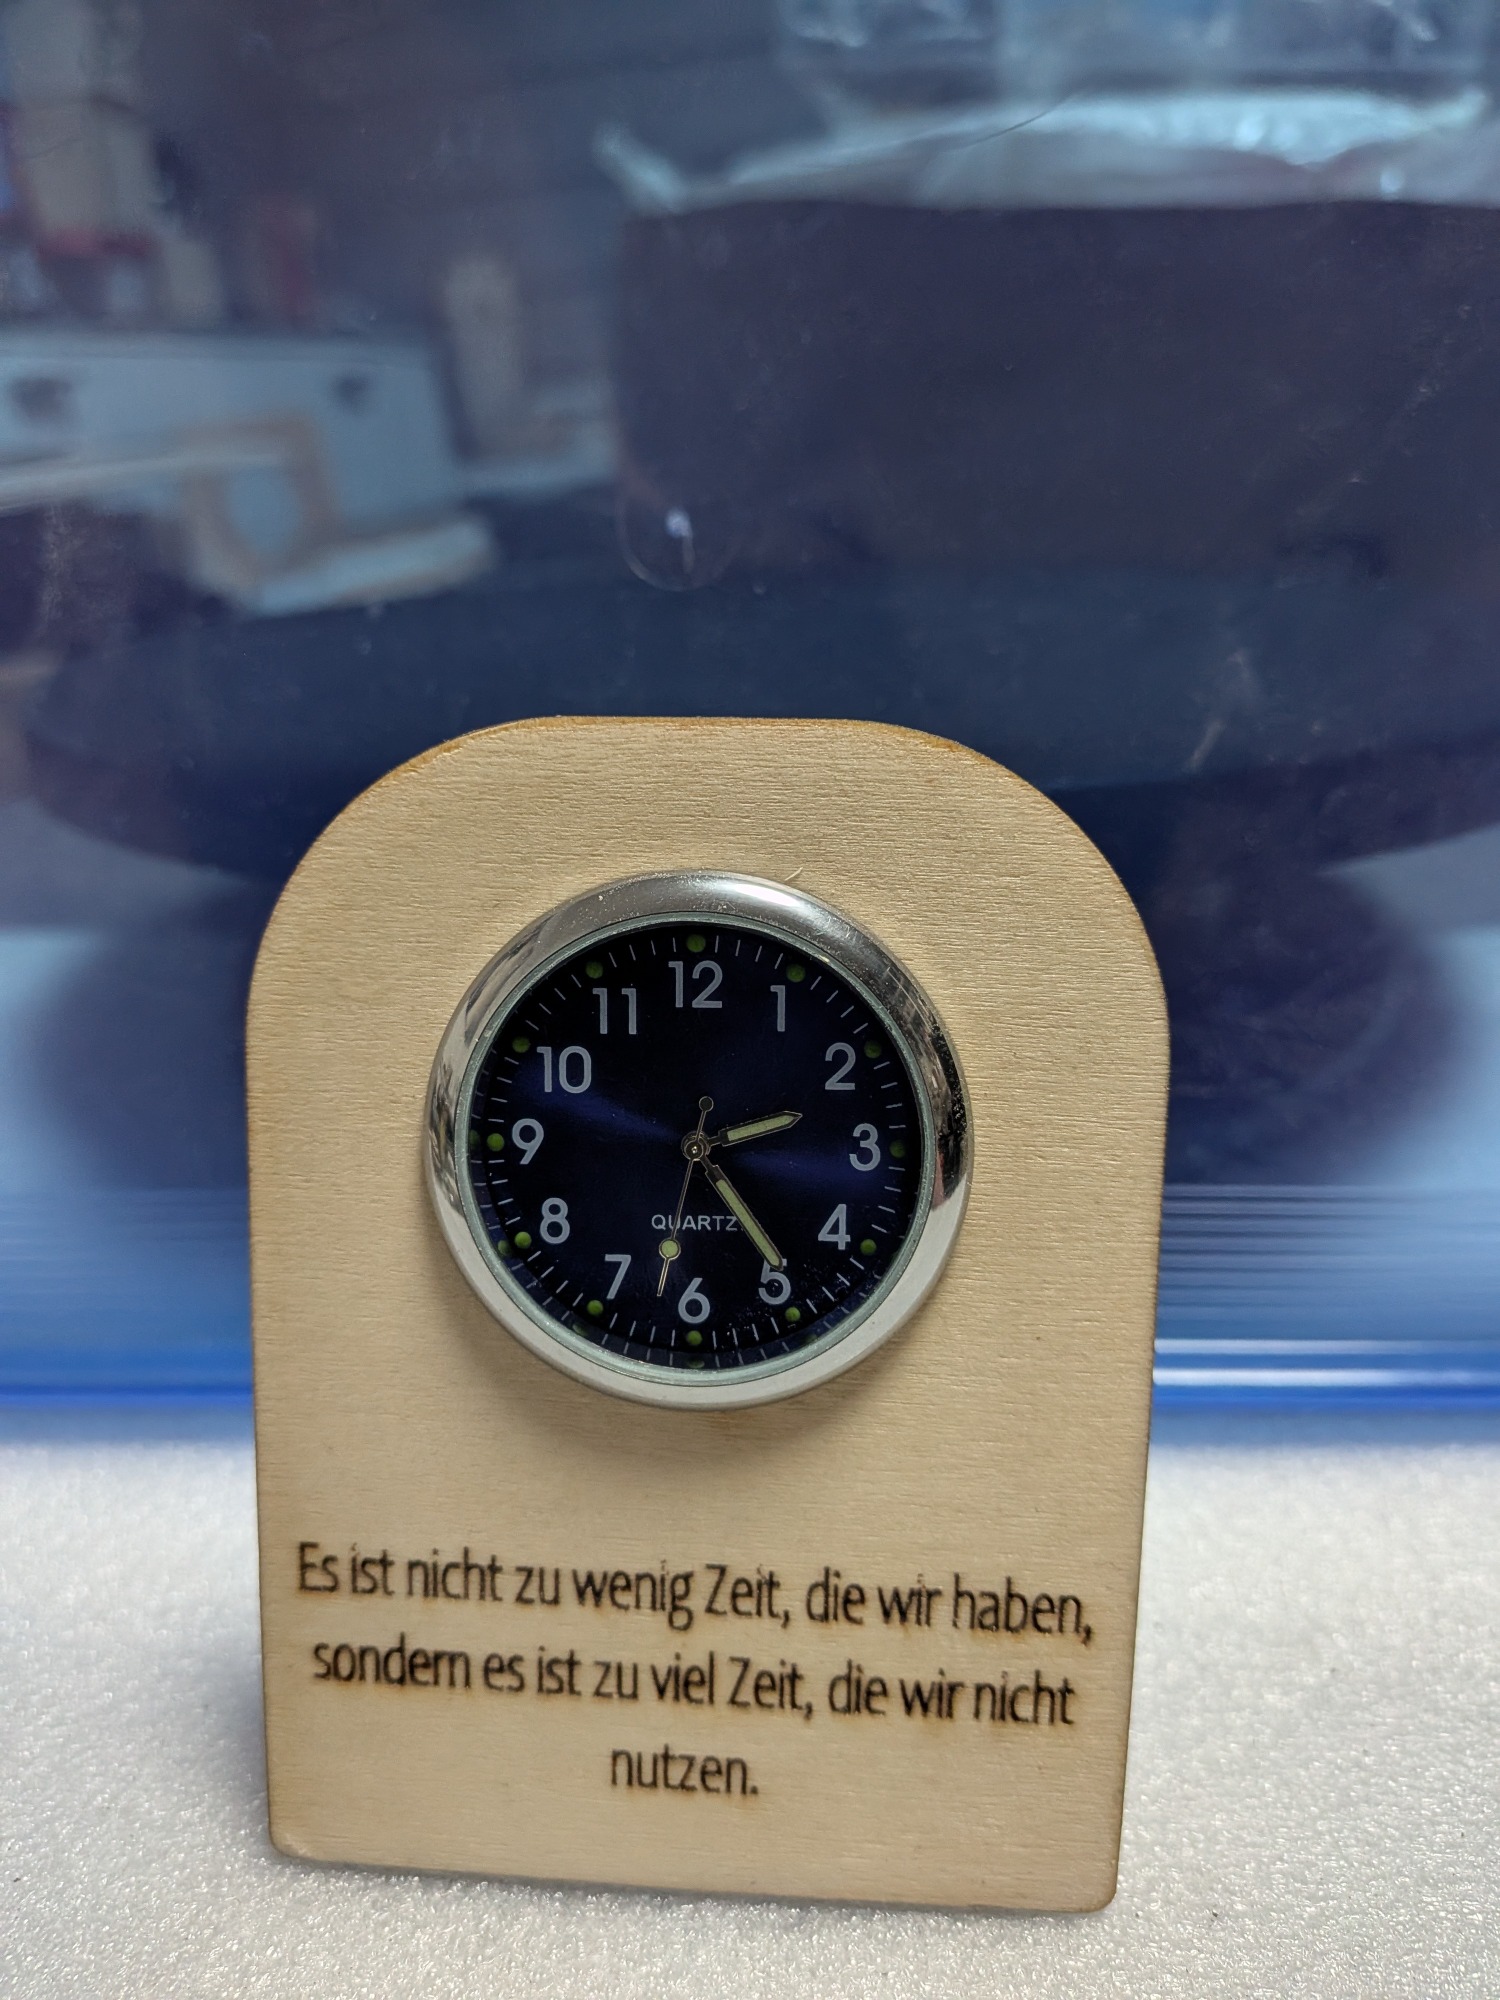 12
11 1
10 2
9 3
8 4
QUARTZ
7 5
6
Es ist nicht zu wenig Zeit, die wir haben,
sondern es ist zu viel Zeit, die wir nicht
nutzen.